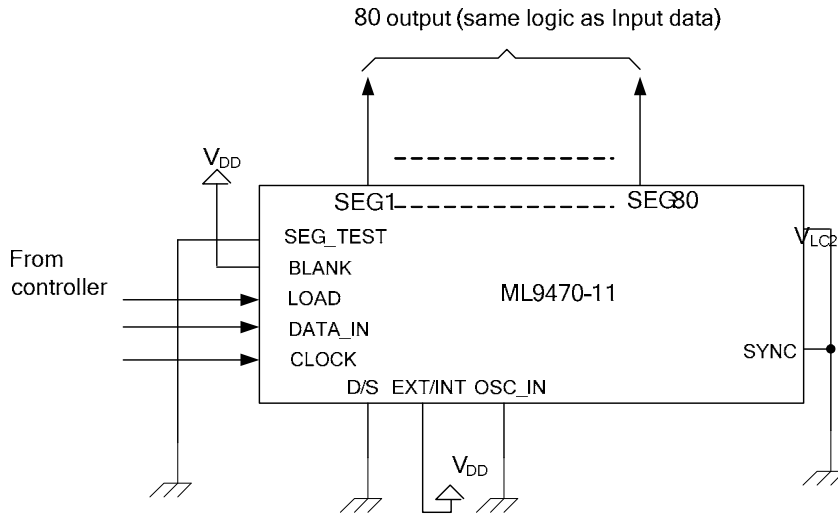 80 output (same logic as Input data)
VDD
SEG1
SEG80
SEG_TEST
VLC2
From
controller
BLANK
LOAD
ML9470-11
DATA_IN
SYNC
CLOCK
D/S EXT/INT OSC_IN
VDD